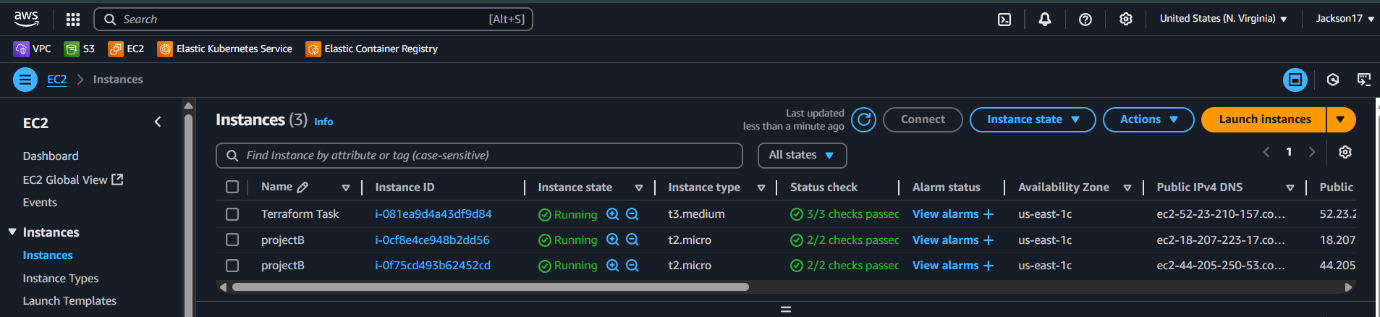 aws Search [Alt+S] United States (N. Virginia) Jackson17
VPC S3 EC2 Elastic Kubernetes Service Elastic Container Registry
EC2 Instances
EC2
Dashboard
EC2 Global View
Events
Instances
Instances
Instance Types
Launch Templates
Instances (3) Info
Last updated
less than a minute ago
Connect Instance state Actions Launch instances
Find Instance by attribute or tag (case-sensitive) All states 1
Name Instance ID Instance state Instance type Status check Alarm status Availability Zone Public IPv4 DNS Public
Terraform Task i-081ea9d4a43df9d84 Running t3.medium 3/3 checks passec View alarms + us-east-1c ec2-52-23-210-157.co... 52.23.2
projectB i-0cf8e4ce948b2dd56 Running t2.micro 2/2 checks passec View alarms + us-east-1c ec2-18-207-223-17.co... 18.207
projectB i-0f75cd493b62452cd Running t2.micro 2/2 checks passec View alarms + us-east-1c ec2-44-205-250-53.co... 44.205